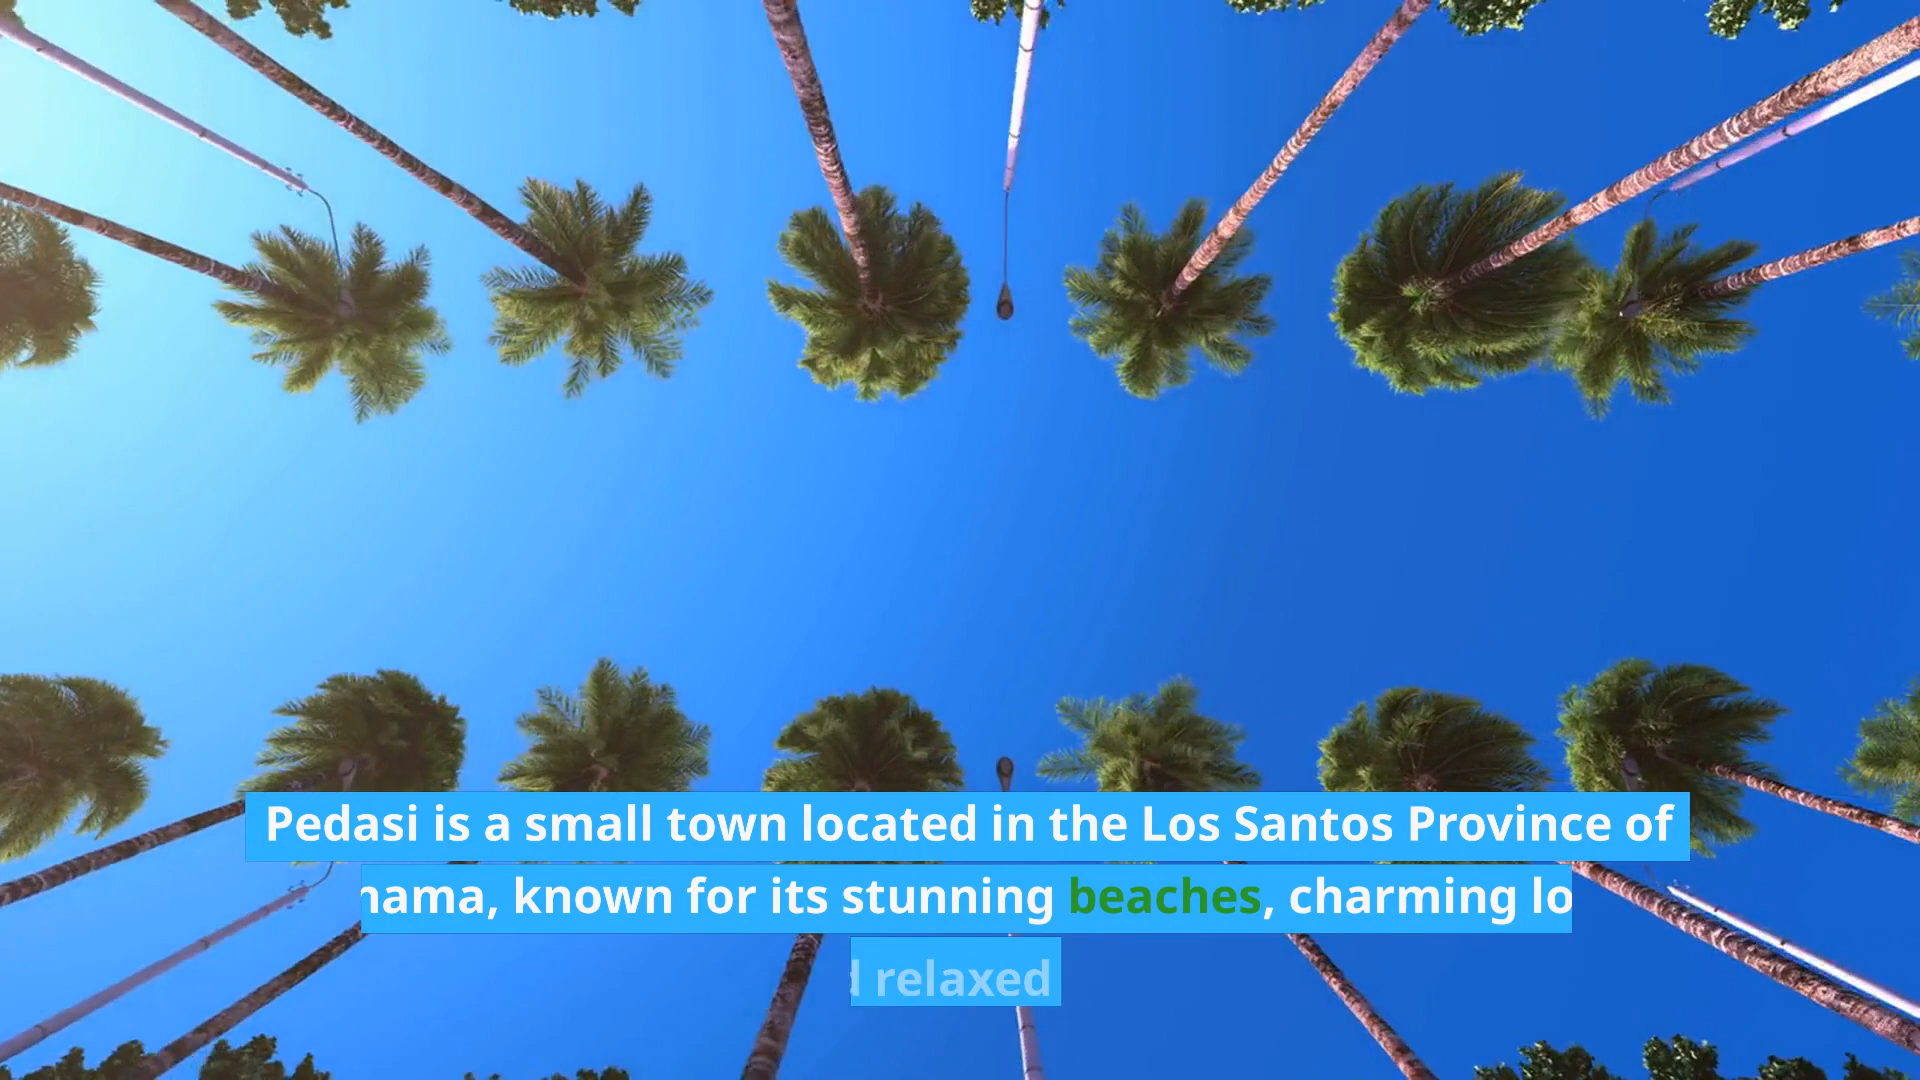 Pedasi is a small town located in the Los Santos Province of
nama, known for its stunning beaches, charming lo
relaxed